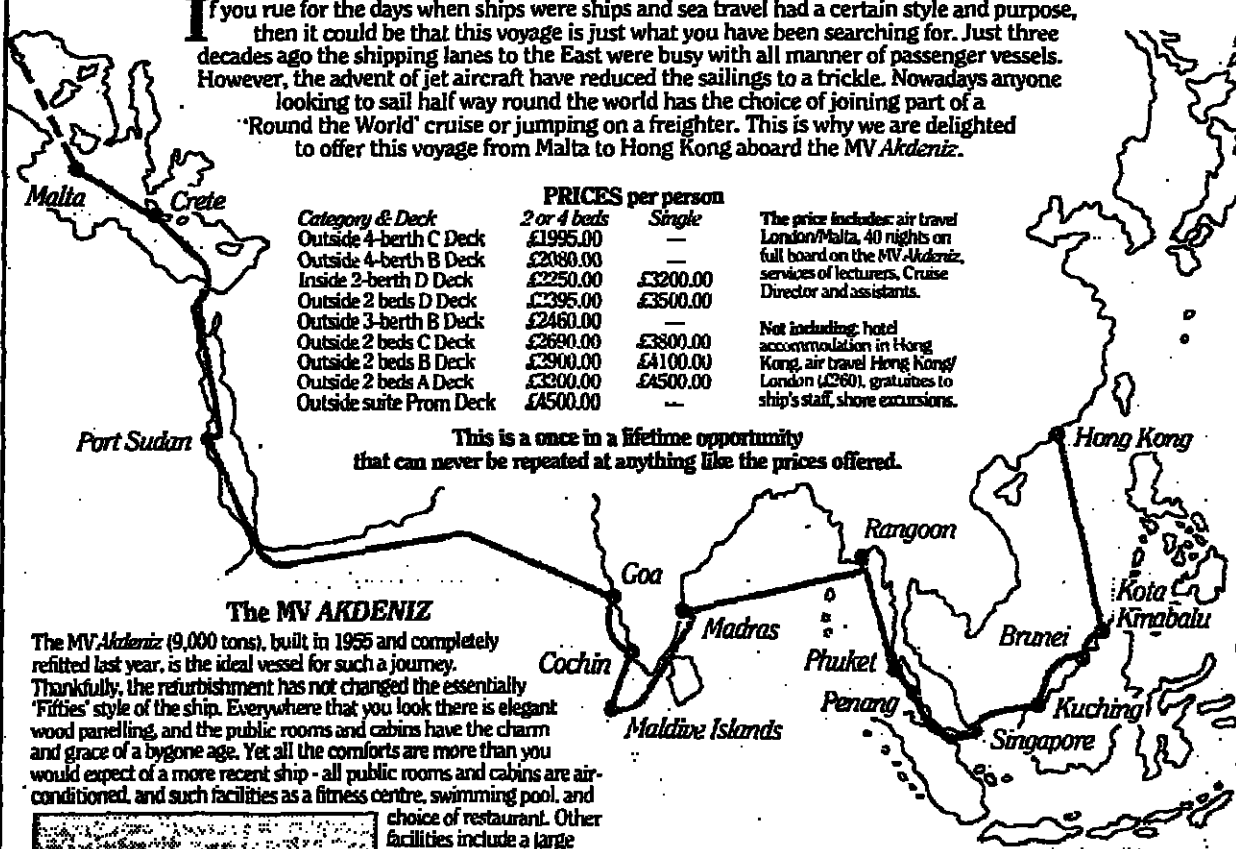 If you rue for the days when ships were ships and sea travel had a certain style and purpose,
then it could be that this voyage is just what you have been searching for. Just three
decades ago the shipping lanes to the East were busy with all manner of passenger vessels.
However, the advent of jet aircraft have reduced the sailings to a trickle. Nowadays anyone
looking to sail half way round the world has the choice of joining part of a
"Round the World' cruise or jumping on a freighter. This is why we are delighted
to offer this voyage from Malta to Hong Kong aboard the MV Akdeniz.
Malta
Crete
PRICES per person
Category & Deck 2 or 4 beds Single
Outside 4-berth C Deck £1995.00 —
Outside 4-berth B Deck £2080.00 —
Inside 2-berth D Deck £2250.00 £3200.00
Outside 2 beds D Deck £2395.00 £3500.00
Outside 3-berth B Deck £2460.00 —
Outside 2 beds C Deck £2690.00 £3800.00
Outside 2 beds B Deck £2900.00 £4100.00
Outside 2 beds A Deck £3200.00 £4500.00
Outside suite Prom Deck £4500.00 —
The price includes: air travel
London/Malta, 40 nights on
full board on the MV Akdeniz,
services of lecturers, Cruise
Director and assistants.
Not including: hotel
accommodation in Hong
Kong, air travel Hong Kong/
London (£260), gratuities to
ship's staff, shore excursions.
This is a once in a lifetime opportunity
that can never be repeated at anything like the prices offered.
Port Sudan
Hong Kong
Rangoon
Goa
Madras
Cochin
Maldive Islands
Phuket
Penang
Singapore
Kuching
Brunei
Kota
Kinabalu
The MV AKDENIZ
The MV Akdeniz (9,000 tons), built in 1955 and completely
refitted last year, is the ideal vessel for such a journey.
Thankfully, the refurbishment has not changed the essentially
'Fifties' style of the ship. Everywhere that you look there is elegant
wood panelling, and the public rooms and cabins have the charm
and grace of a bygone age. Yet all the comforts are more than you
would expect of a more recent ship - all public rooms and cabins are air-
conditioned, and such facilities as a fitness centre, swimming pool, and
choice of restaurant. Other
facilities include a large